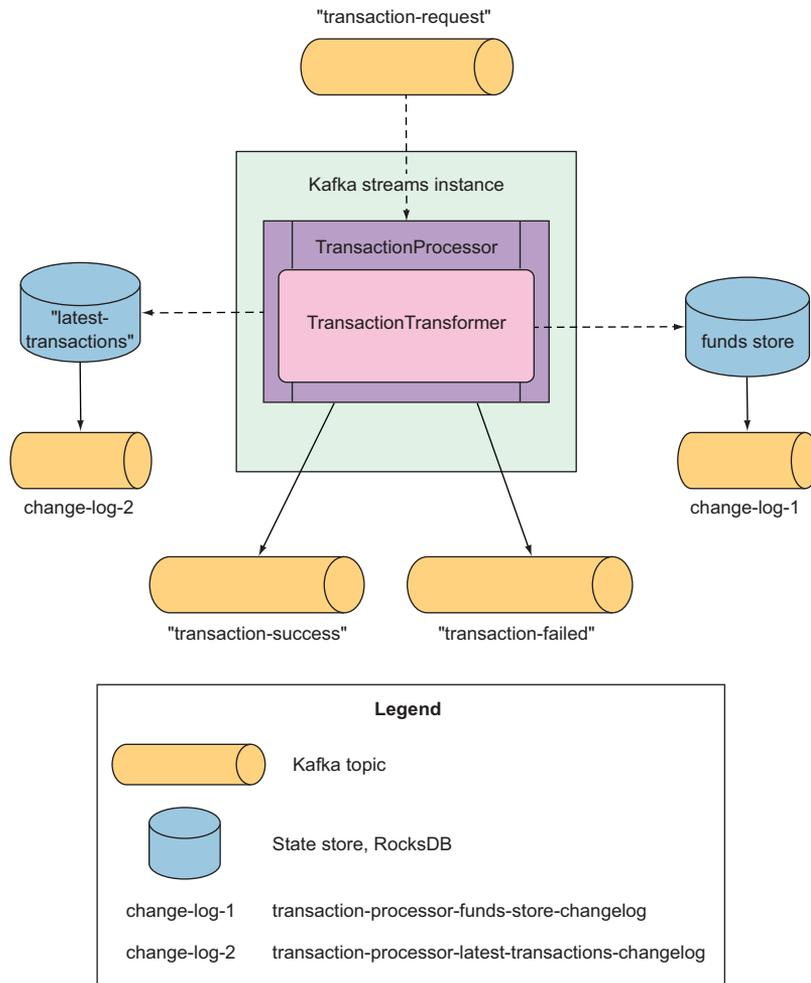 "transaction-request"
Kafka streams instance
TransactionProcessor
TransactionTransformer
"latest-
transactions"
funds store
change-log-2
change-log-1
"transaction-success"
"transaction-failed"
Legend
Kafka topic
State store, RocksDB
change-log-1 transaction-processor-funds-store-changelog
change-log-2 transaction-processor-latest-transactions-changelog